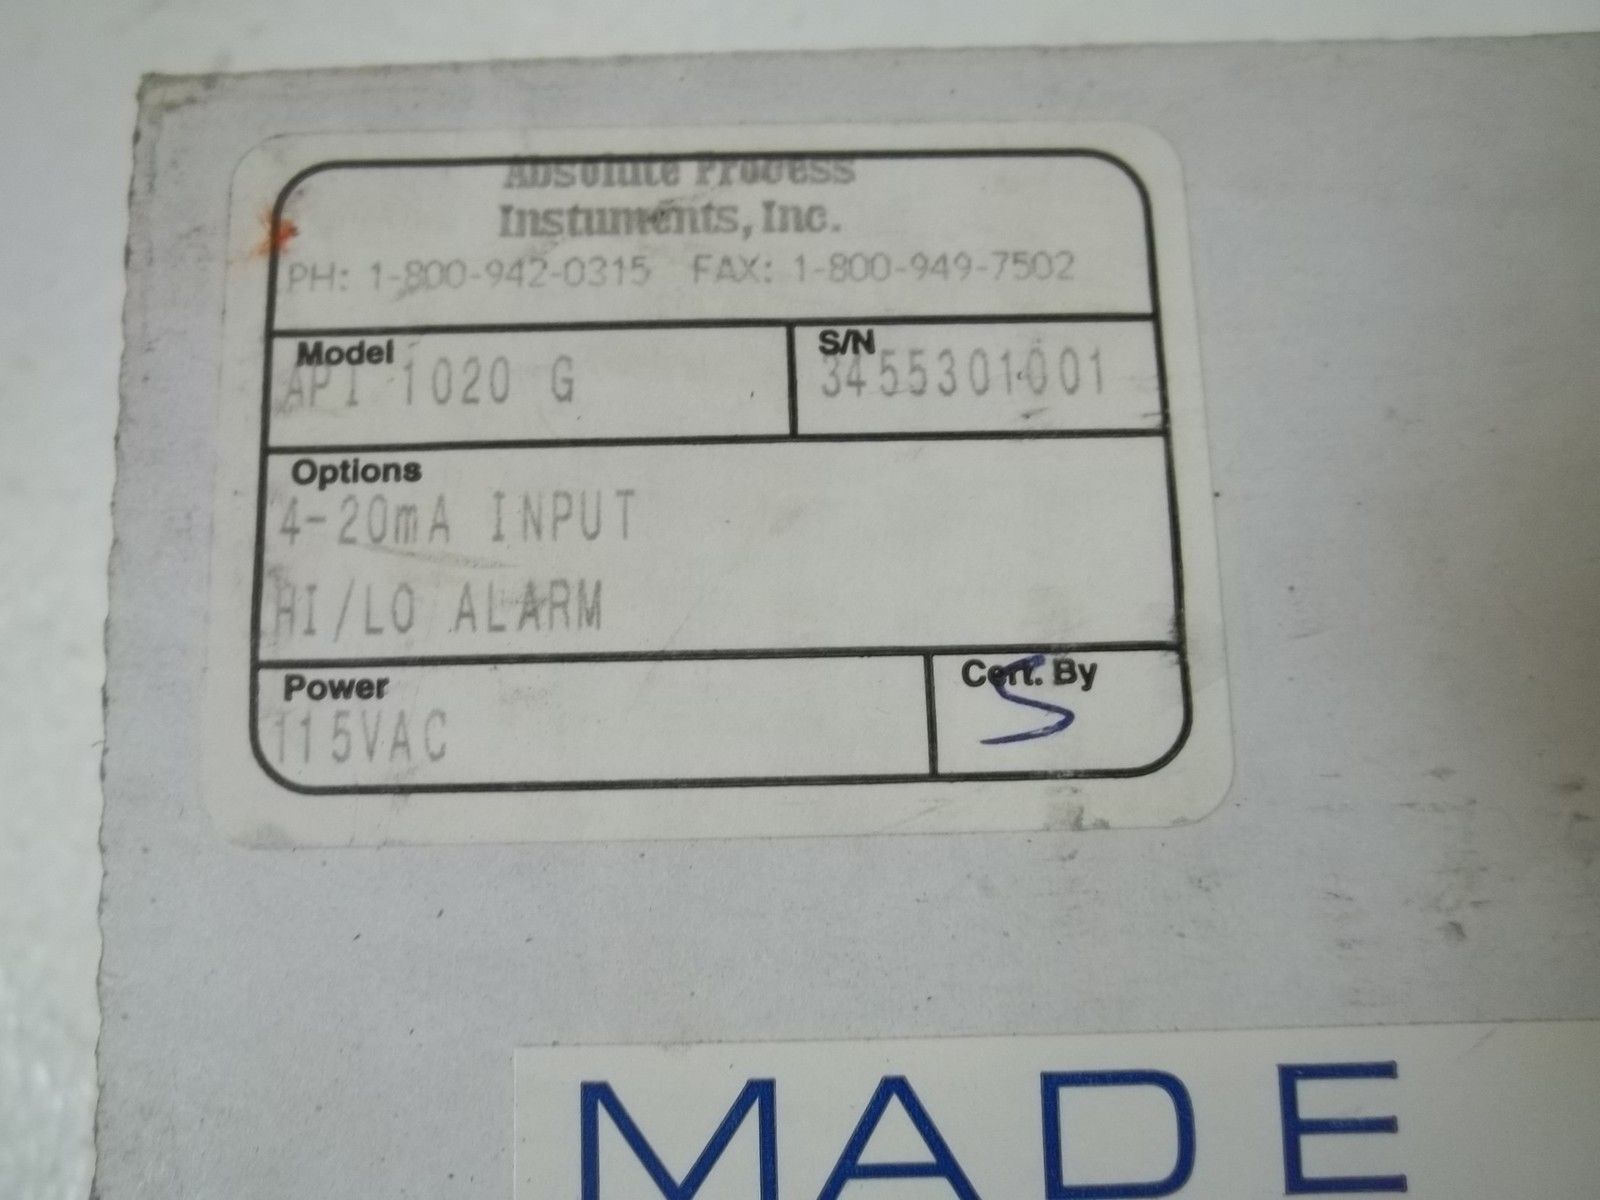 Absolute Process
Instuments, Inc.
PH: 1-800-942-0315 FAX: 1-800-949-7502
Model
API 1020 G
S/N
3455301001
Options
4-20mA INPUT
HI/LO ALARM
Power
115VAC
Cert. By
S
MADE